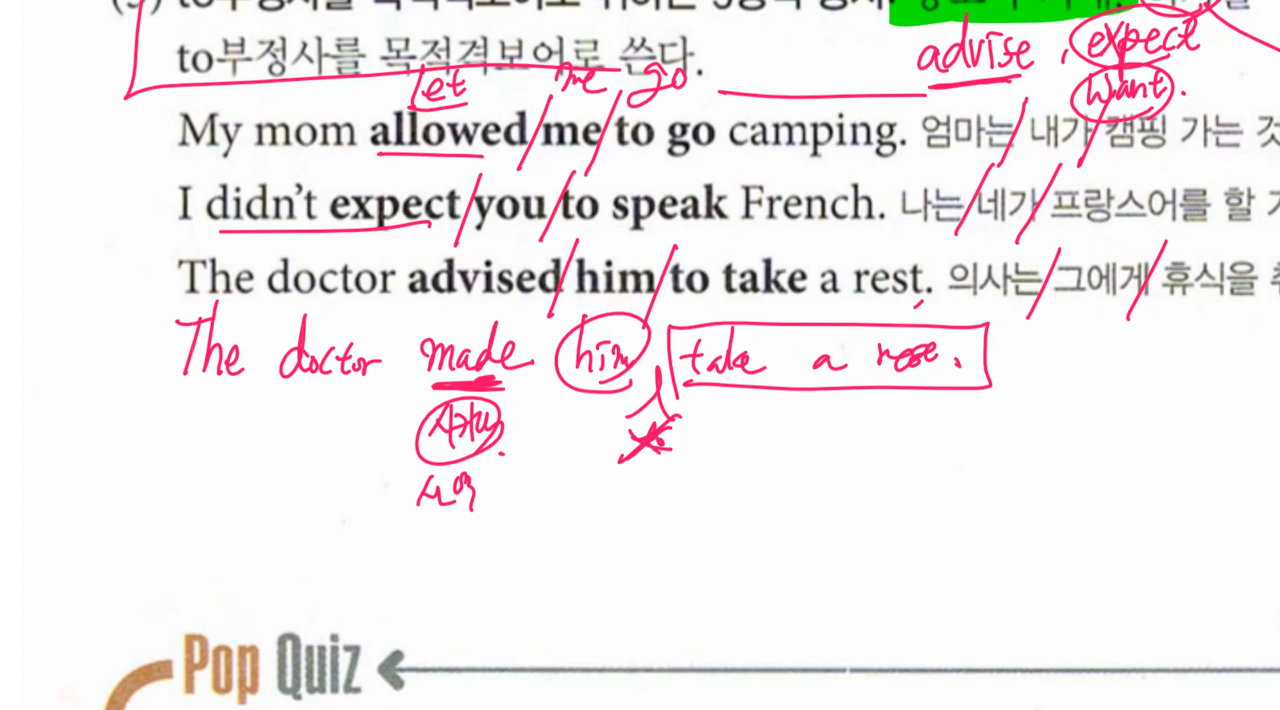 advise, expect
to부정사를 목적격보어로 쓴다.
want.
let me go
My mom allowed me to go camping. 엄마는 내가 캠핑 가는 것
I didn't expect you to speak French. 나는 네가 프랑스어를 할
The doctor advised him to take a rest. 의사는 그에게 휴식을
The doctor made him take a rest.
사역
Pop Quiz